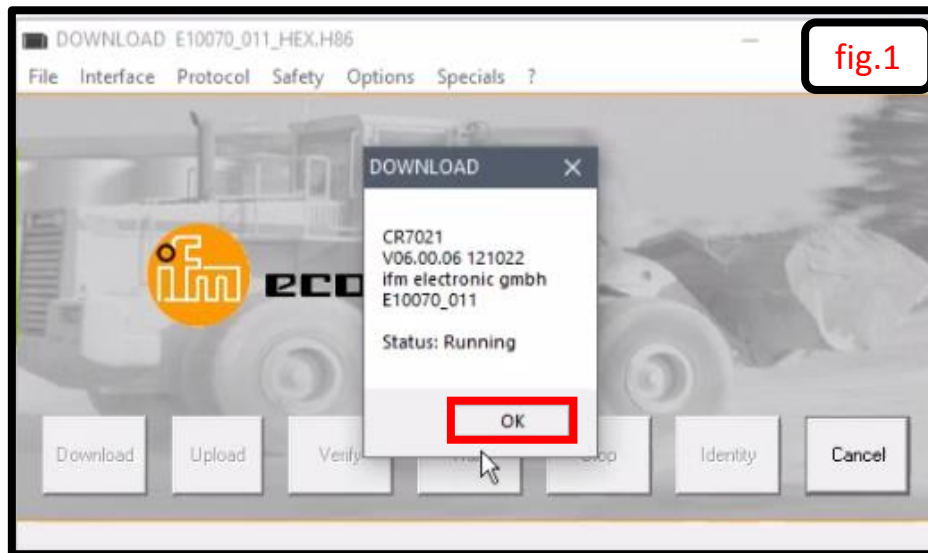 DOWNLOAD E10070_011_HEX.H86
fig.1
File Interface Protocol Safety Options Specials ?
DOWNLOAD
CR7021
V06.00.06 121022
ifm electronic gmbh
E10070_011
Status: Running
OK
ifm
Download Upload Verify Identity Cancel